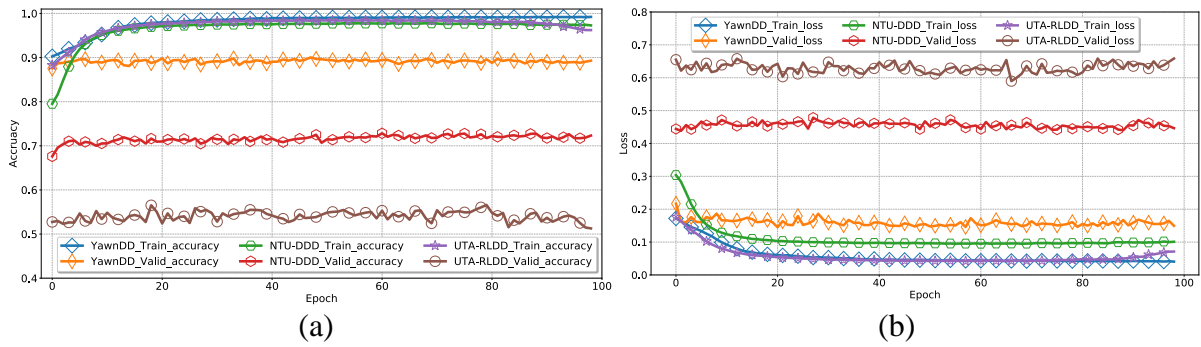 1.0
0.9
0.8
0.7
0.6
0.5
0.4
Accruacy
0
20
40
60
80
100
Epoch
YawnDD_Train_accuracy
YawnDD_Valid_accuracy
NTU-DDD_Train_accuracy
NTU-DDD_Valid_accuracy
UTA-RLDD_Train_accuracy
UTA-RLDD_Valid_accuracy
(a)
0.8
0.7
0.6
0.5
0.4
0.3
0.2
0.1
0.0
Loss
0
20
40
60
80
100
Epoch
YawnDD_Train_loss
YawnDD_Valid_loss
NTU-DDD_Train_loss
NTU-DDD_Valid_loss
UTA-RLDD_Train_loss
UTA-RLDD_Valid_loss
(b)